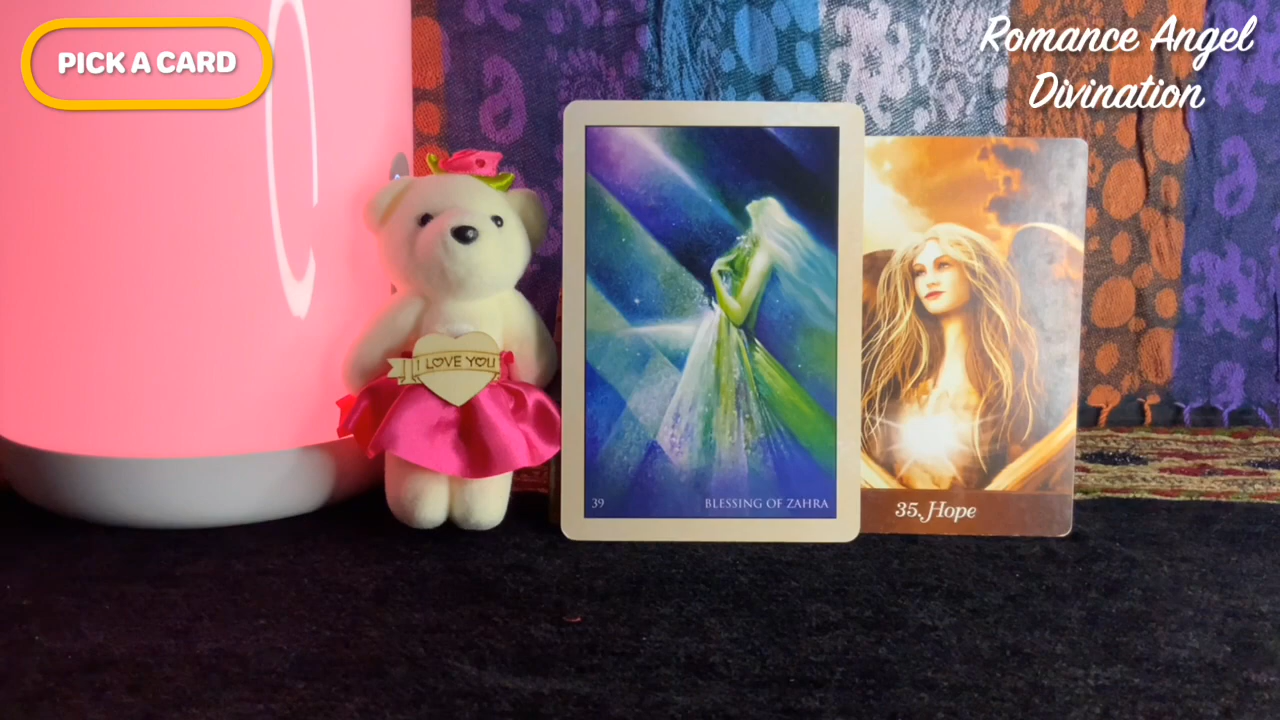 PICK A CARD
Romance Angel
Divination
I LOVE YOU
39
BLESSING OF ZAHRA
35. Hope